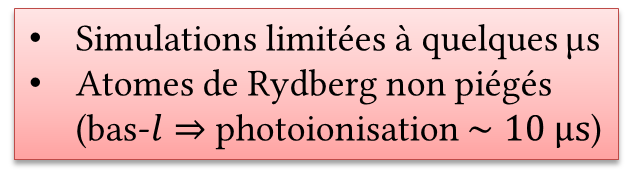 • Simulations limitées à quelques μs
• Atomes de Rydberg non piégés
(bas-l ⇒ photoionisation ~ 10 μs)